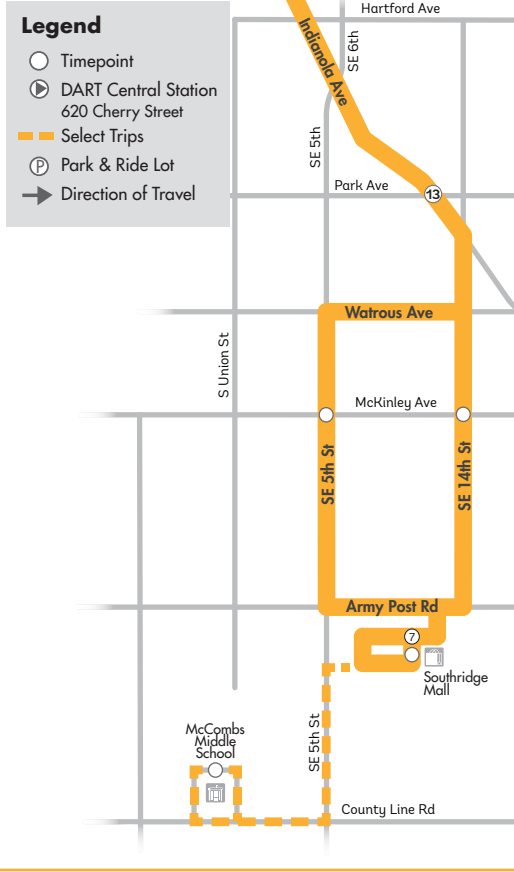 Legend
Timepoint
DART Central Station
620 Cherry Street
Select Trips
P
Park & Ride Lot
Direction of Travel
Hartford Ave
Indianola Ave
SE 6th
SE 5th
Park Ave
13
Watrous Ave
S Union St
McKinley Ave
SE 5th St
SE 14th St
Army Post Rd
7
Southridge
Mall
McCombs
Middle
School
SE 5th St
County Line Rd